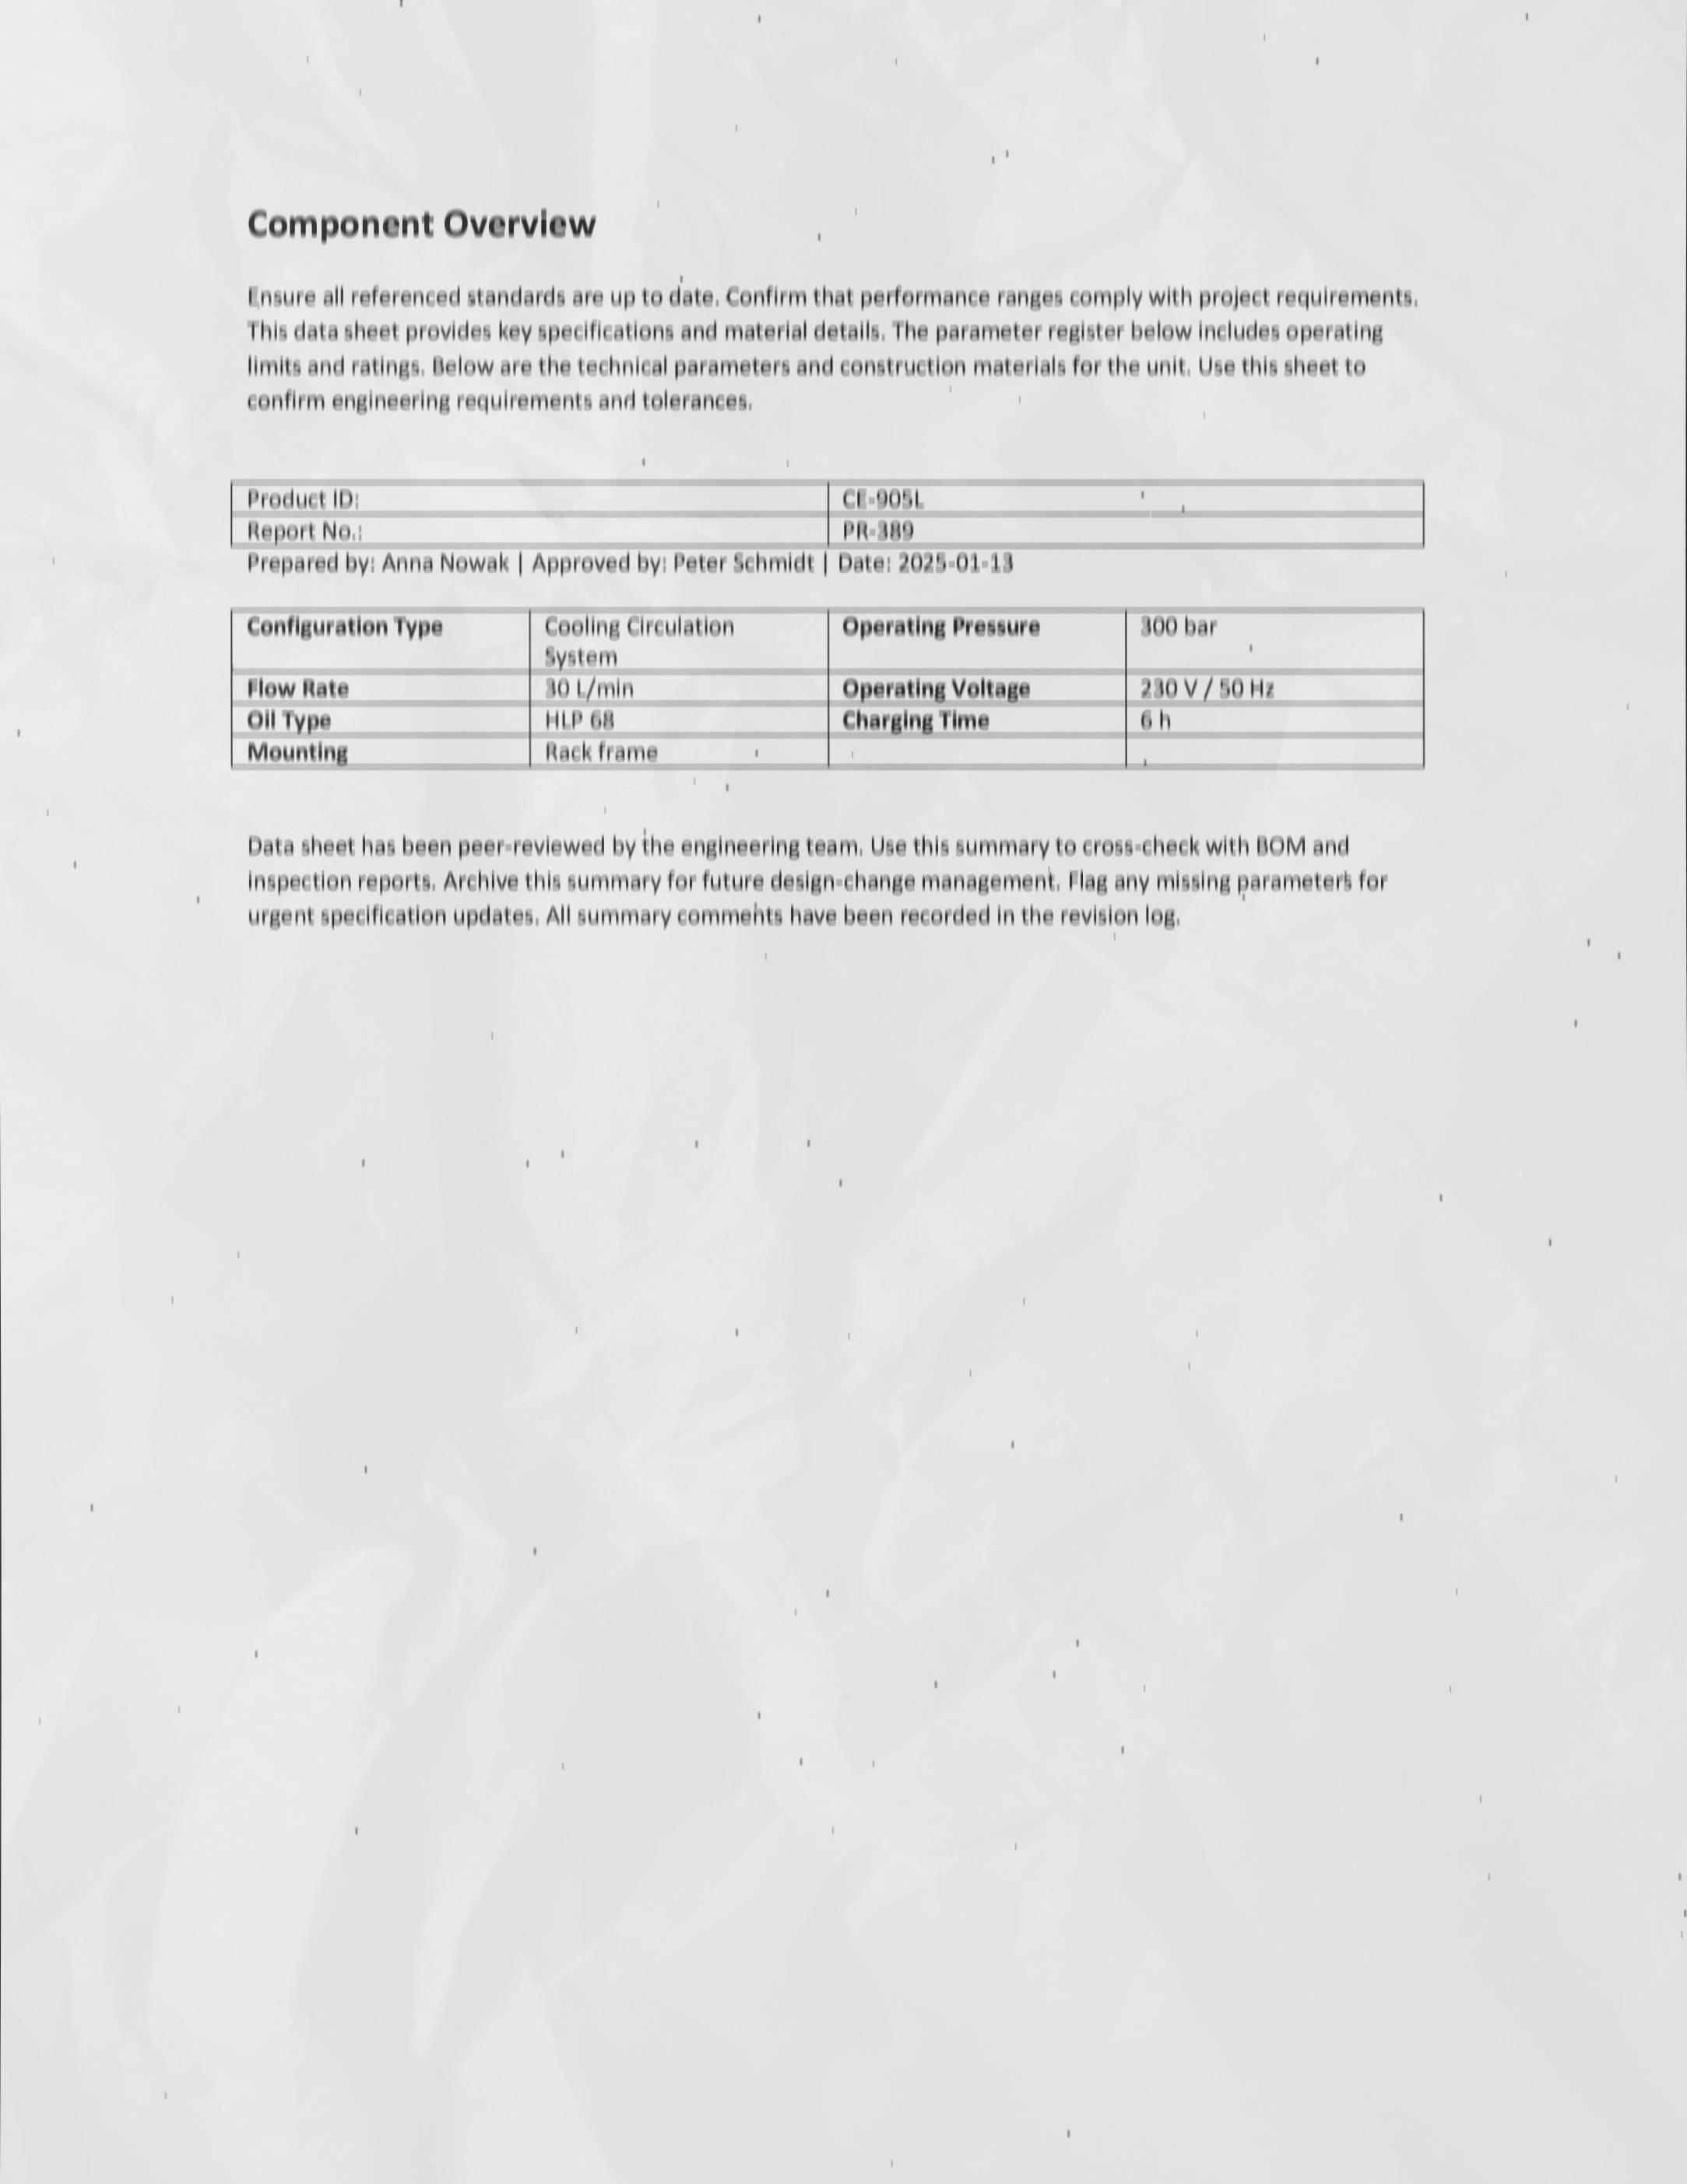 Component Overview
Ensure all referenced standards are up to date. Confirm that performance ranges comply with project requirements.
This data sheet provides key specifications and material details. The parameter register below includes operating
limits and ratings. Below are the technical parameters and construction materials for the unit. Use this sheet to
confirm engineering requirements and tolerances.
Product ID: CE-905L
Report No.: PR-389
Prepared by: Anna Nowak | Approved by: Peter Schmidt | Date: 2025-01-13
Configuration Type Cooling Circulation System Operating Pressure 300 bar
Flow Rate 30 L/min Operating Voltage 230 V / 50 Hz
Oil Type HLP 68 Charging Time 6 h
Mounting Rack frame
Data sheet has been peer-reviewed by the engineering team. Use this summary to cross-check with BOM and
inspection reports. Archive this summary for future design-change management. Flag any missing parameters for
urgent specification updates. All summary comments have been recorded in the revision log.